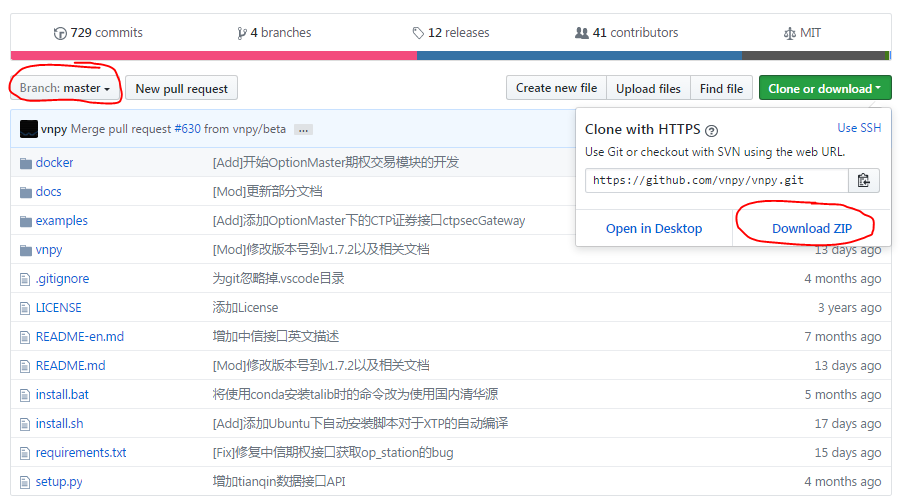 729 commits 4 branches 12 releases 41 contributors MIT
Branch: master New pull request Create new file Upload files Find file Clone or download
vnpy Merge pull request #630 from vnpy/beta ...
Clone with HTTPS ? Use SSH
Use Git or checkout with SVN using the web URL.
https://github.com/vnpy/vnpy.git
Open in Desktop Download ZIP
docker [Add]开始OptionMaster期权交易模块的开发
docs [Mod]更新部分文档
examples [Add]添加OptionMaster下的CTP证券接口ctpsecGateway
vnpy [Mod]修改版本号到v1.7.2以及相关文档 13 days ago
.gitignore 为git忽略掉.vscode目录 4 months ago
LICENSE 添加License 3 years ago
README-en.md 增加中信接口英文描述 7 months ago
README.md [Mod]修改版本号到v1.7.2以及相关文档 13 days ago
install.bat 将使用conda安装talib时的命令改为使用国内清华源 5 months ago
install.sh [Add]添加Ubuntu下自动安装脚本对于XTP的自动编译 17 days ago
requirements.txt [Fix]修复中信期权接口获取op_station的bug 15 days ago
setup.py 增加tianqin数据接口API 4 months ago